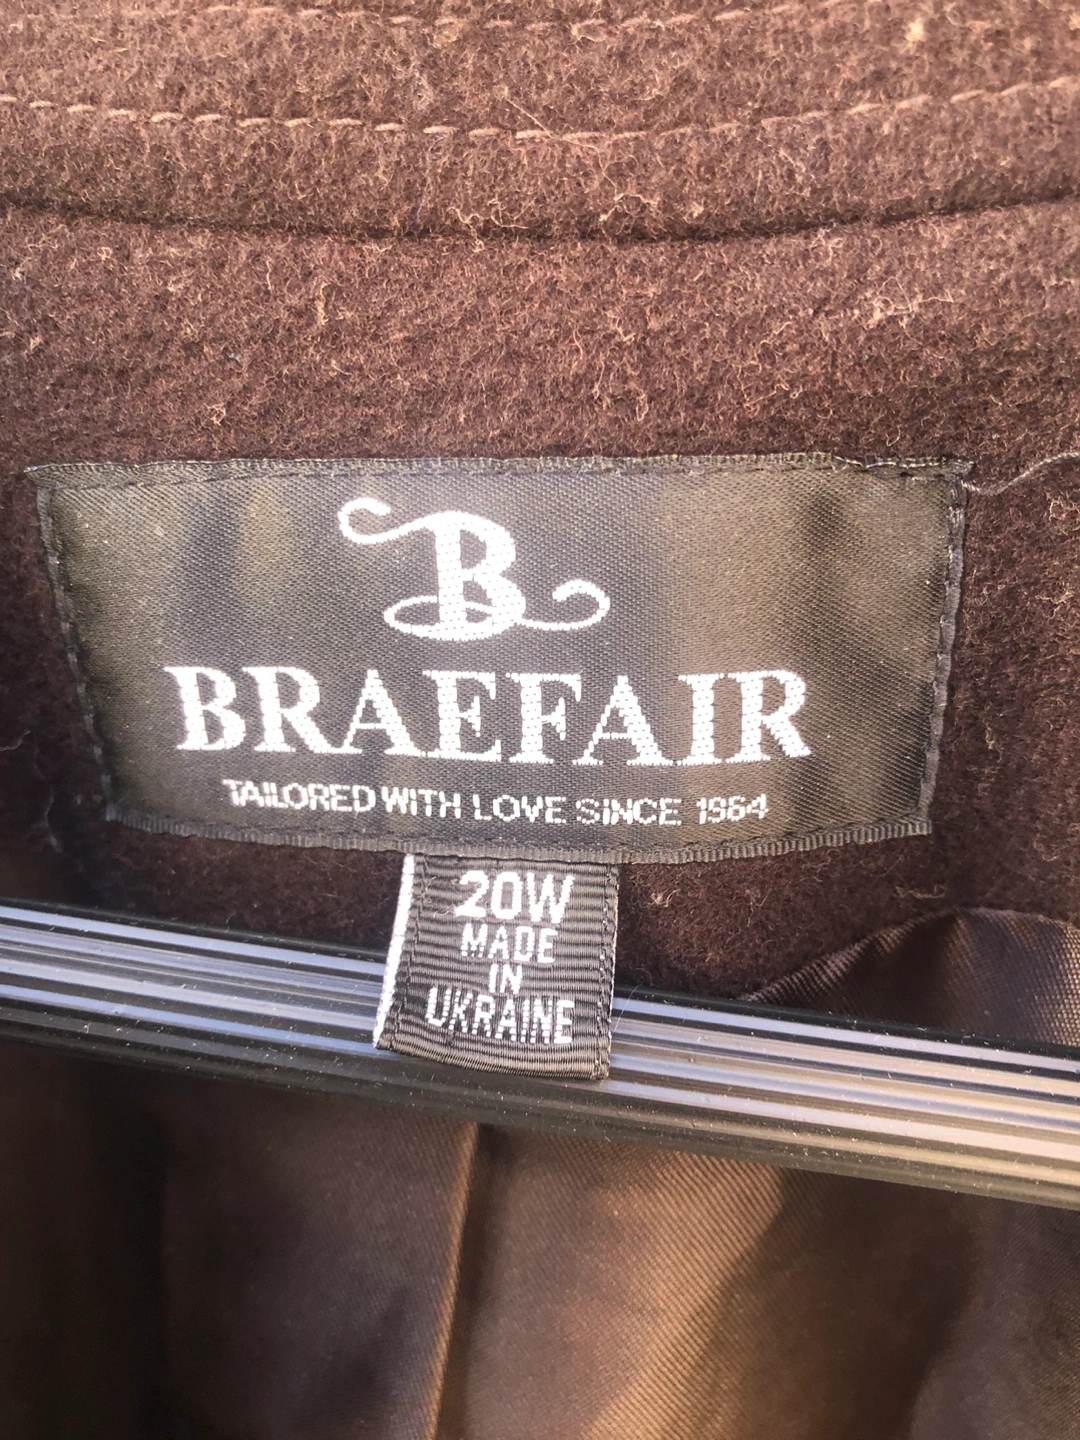 B
BRAEFAIR
TAILORED WITH LOVE SINCE 1964
20W
MADE
IN
UKRAINE